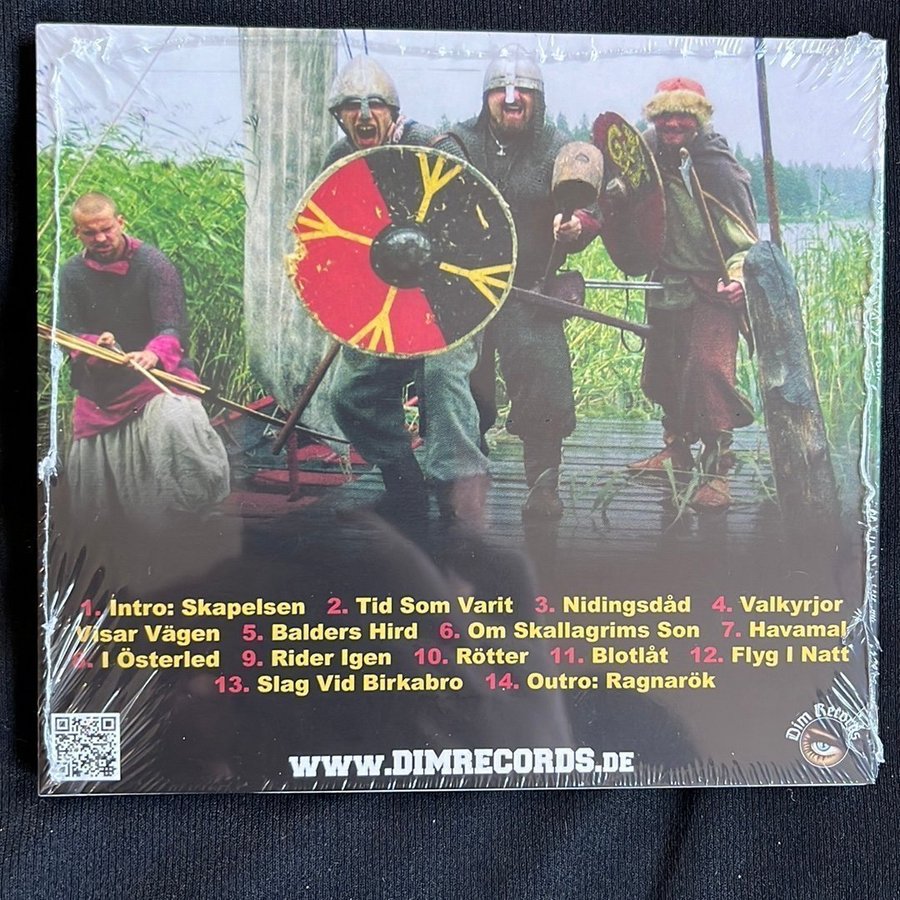 1. Intro: Skapelsen 2. Tid Som Varit 3. Nidingsdåd 4. Valkyrjor
Visar Vägen 5. Balders Hird 6. Om Skallagrims Son 7. Havamal
8. I Österled 9. Rider Igen 10. Rötter 11. Blotlåt 12. Flyg I Natt
13. Slag Vid Birkabro 14. Outro: Ragnarök
Dim Records
WWW.DIMRECORDS.DE